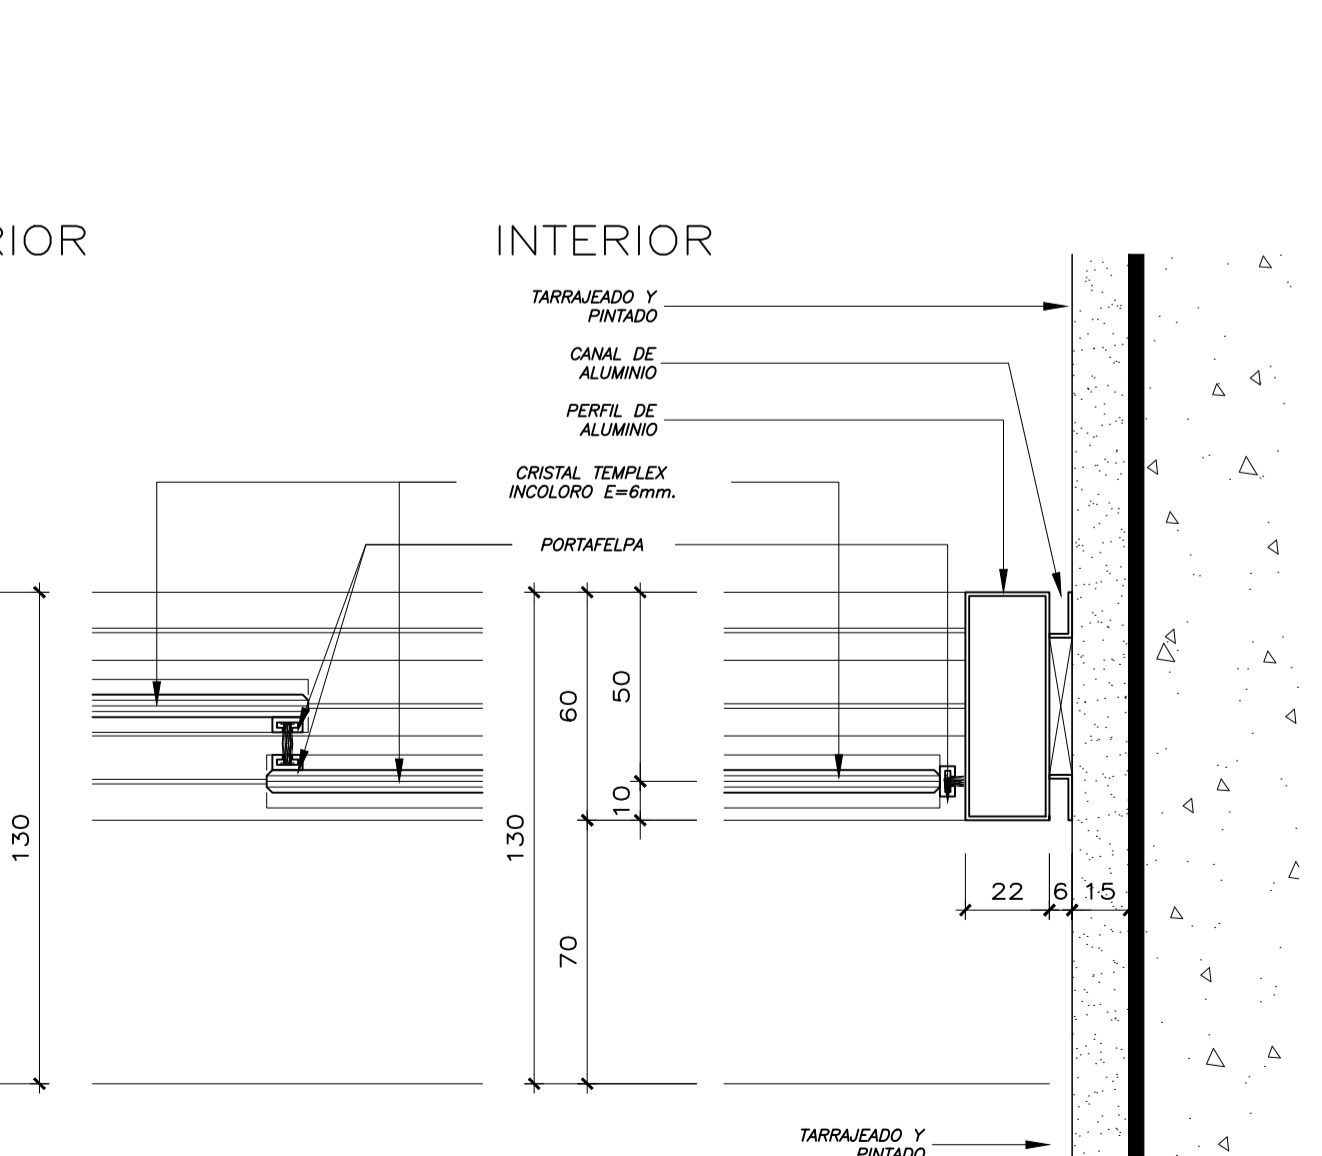 RIOR
INTERIOR
TARRAJEADO Y
PINTADO
CANAL DE
ALUMINIO
PERFIL DE
ALUMINIO
CRISTAL TEMPLEX
INCOLORO E=6mm.
PORTAFELPA
130
130
60
50
10
70
22
6
15
TARRAJEADO Y
PINTADO